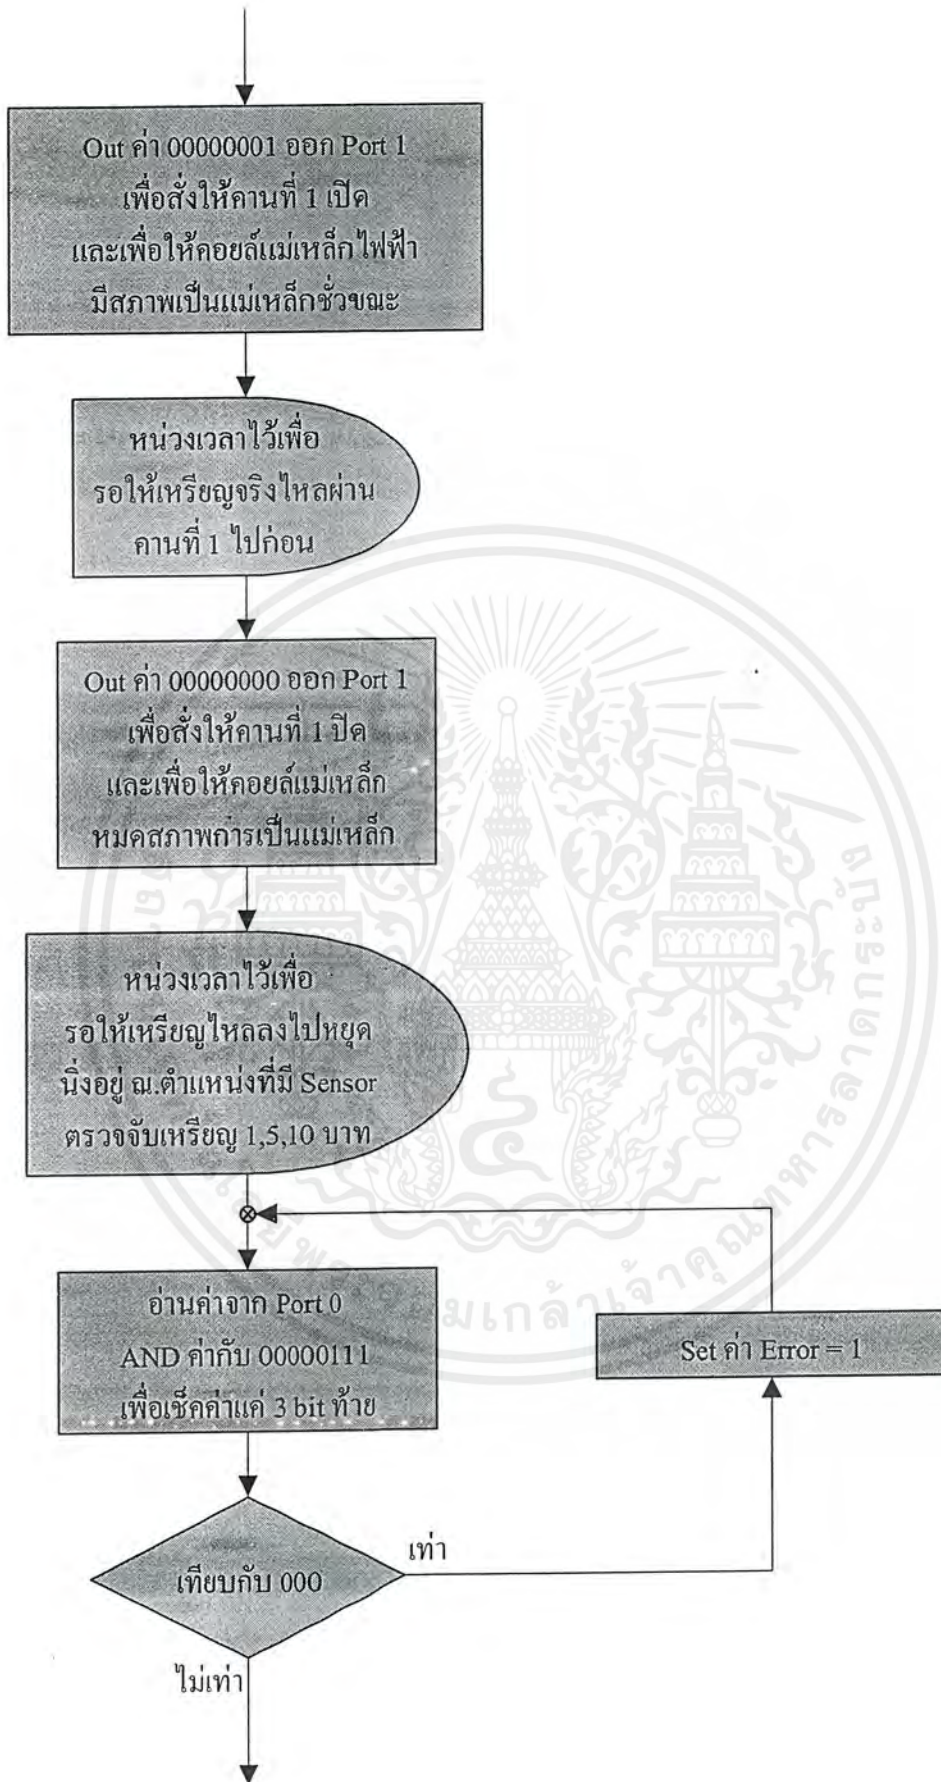 Out ค่า 00000001 ออก Port 1
เพื่อสั่งให้คานที่ 1 เปิด
และเพื่อให้คอยล์แม่เหล็กไฟฟ้า
มีสภาพเป็นแม่เหล็กชั่วขณะ
หน่วงเวลาไว้เพื่อ
รอให้เหรียญจริงไหลผ่าน
คานที่ 1 ไปก่อน
Out ค่า 00000000 ออก Port 1
เพื่อสั่งให้คานที่ 1 ปิด
และเพื่อให้คอยล์แม่เหล็ก
หมดสภาพการเป็นแม่เหล็ก
หน่วงเวลาไว้เพื่อ
รอให้เหรียญไหลลงไปหยุด
นิ่งอยู่ ณ.ตำแหน่งที่มี Sensor
ตรวจจับเหรียญ 1,5,10 บาท
อ่านค่าจาก Port 0
AND ค่ากับ 00000111
เพื่อเช็คค่าแค่ 3 bit ท้าย
Set ค่า Error = 1
เทียบกับ 000
เท่า
ไม่เท่า